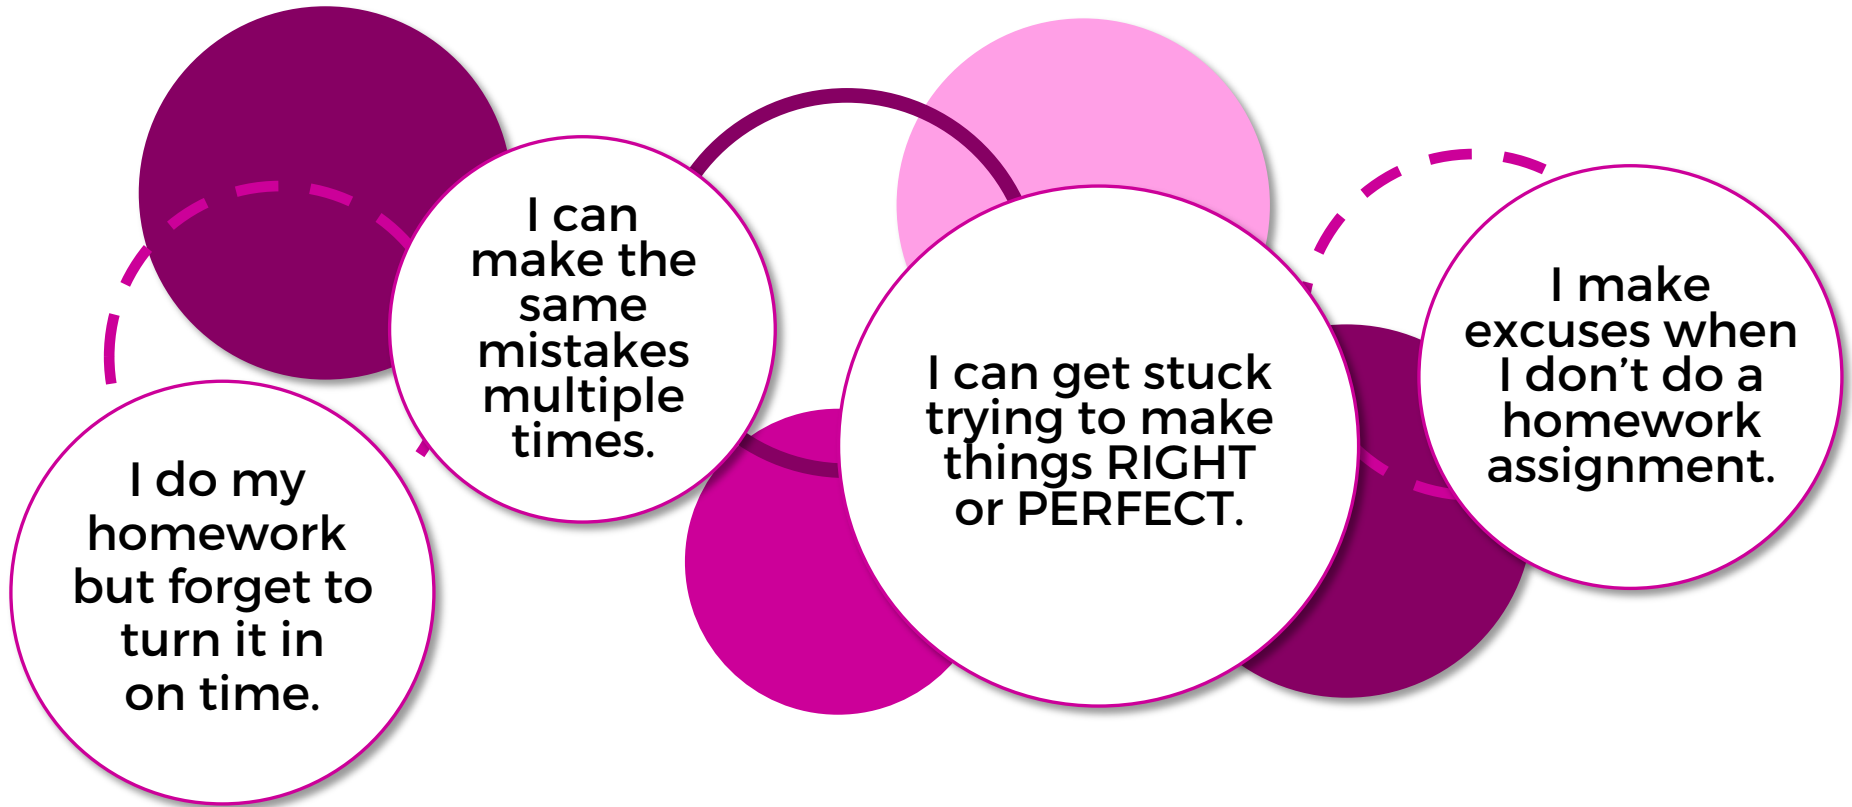 I do my
homework
but forget to
turn it in
on time.
I can
make the
same
mistakes
multiple
times.
I can get stuck
trying to make
things RIGHT
or PERFECT.
I make
excuses when
I don’t do a
homework
assignment.